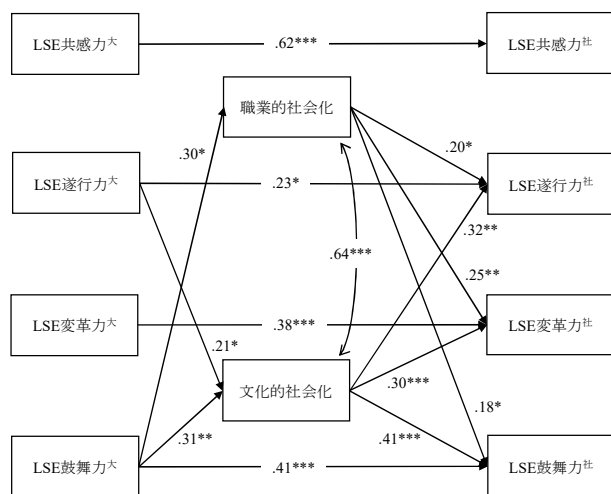 LSE共感力大
.62***
LSE共感力社
職業的社会化
.30*
.20*
LSE遂行力大
.23*
LSE遂行力社
.32**
.64***
.25**
LSE変革力大
.38***
LSE変革力社
.21*
文化的社会化
.30***
.18*
.31**
.41***
LSE鼓舞力大
.41***
LSE鼓舞力社